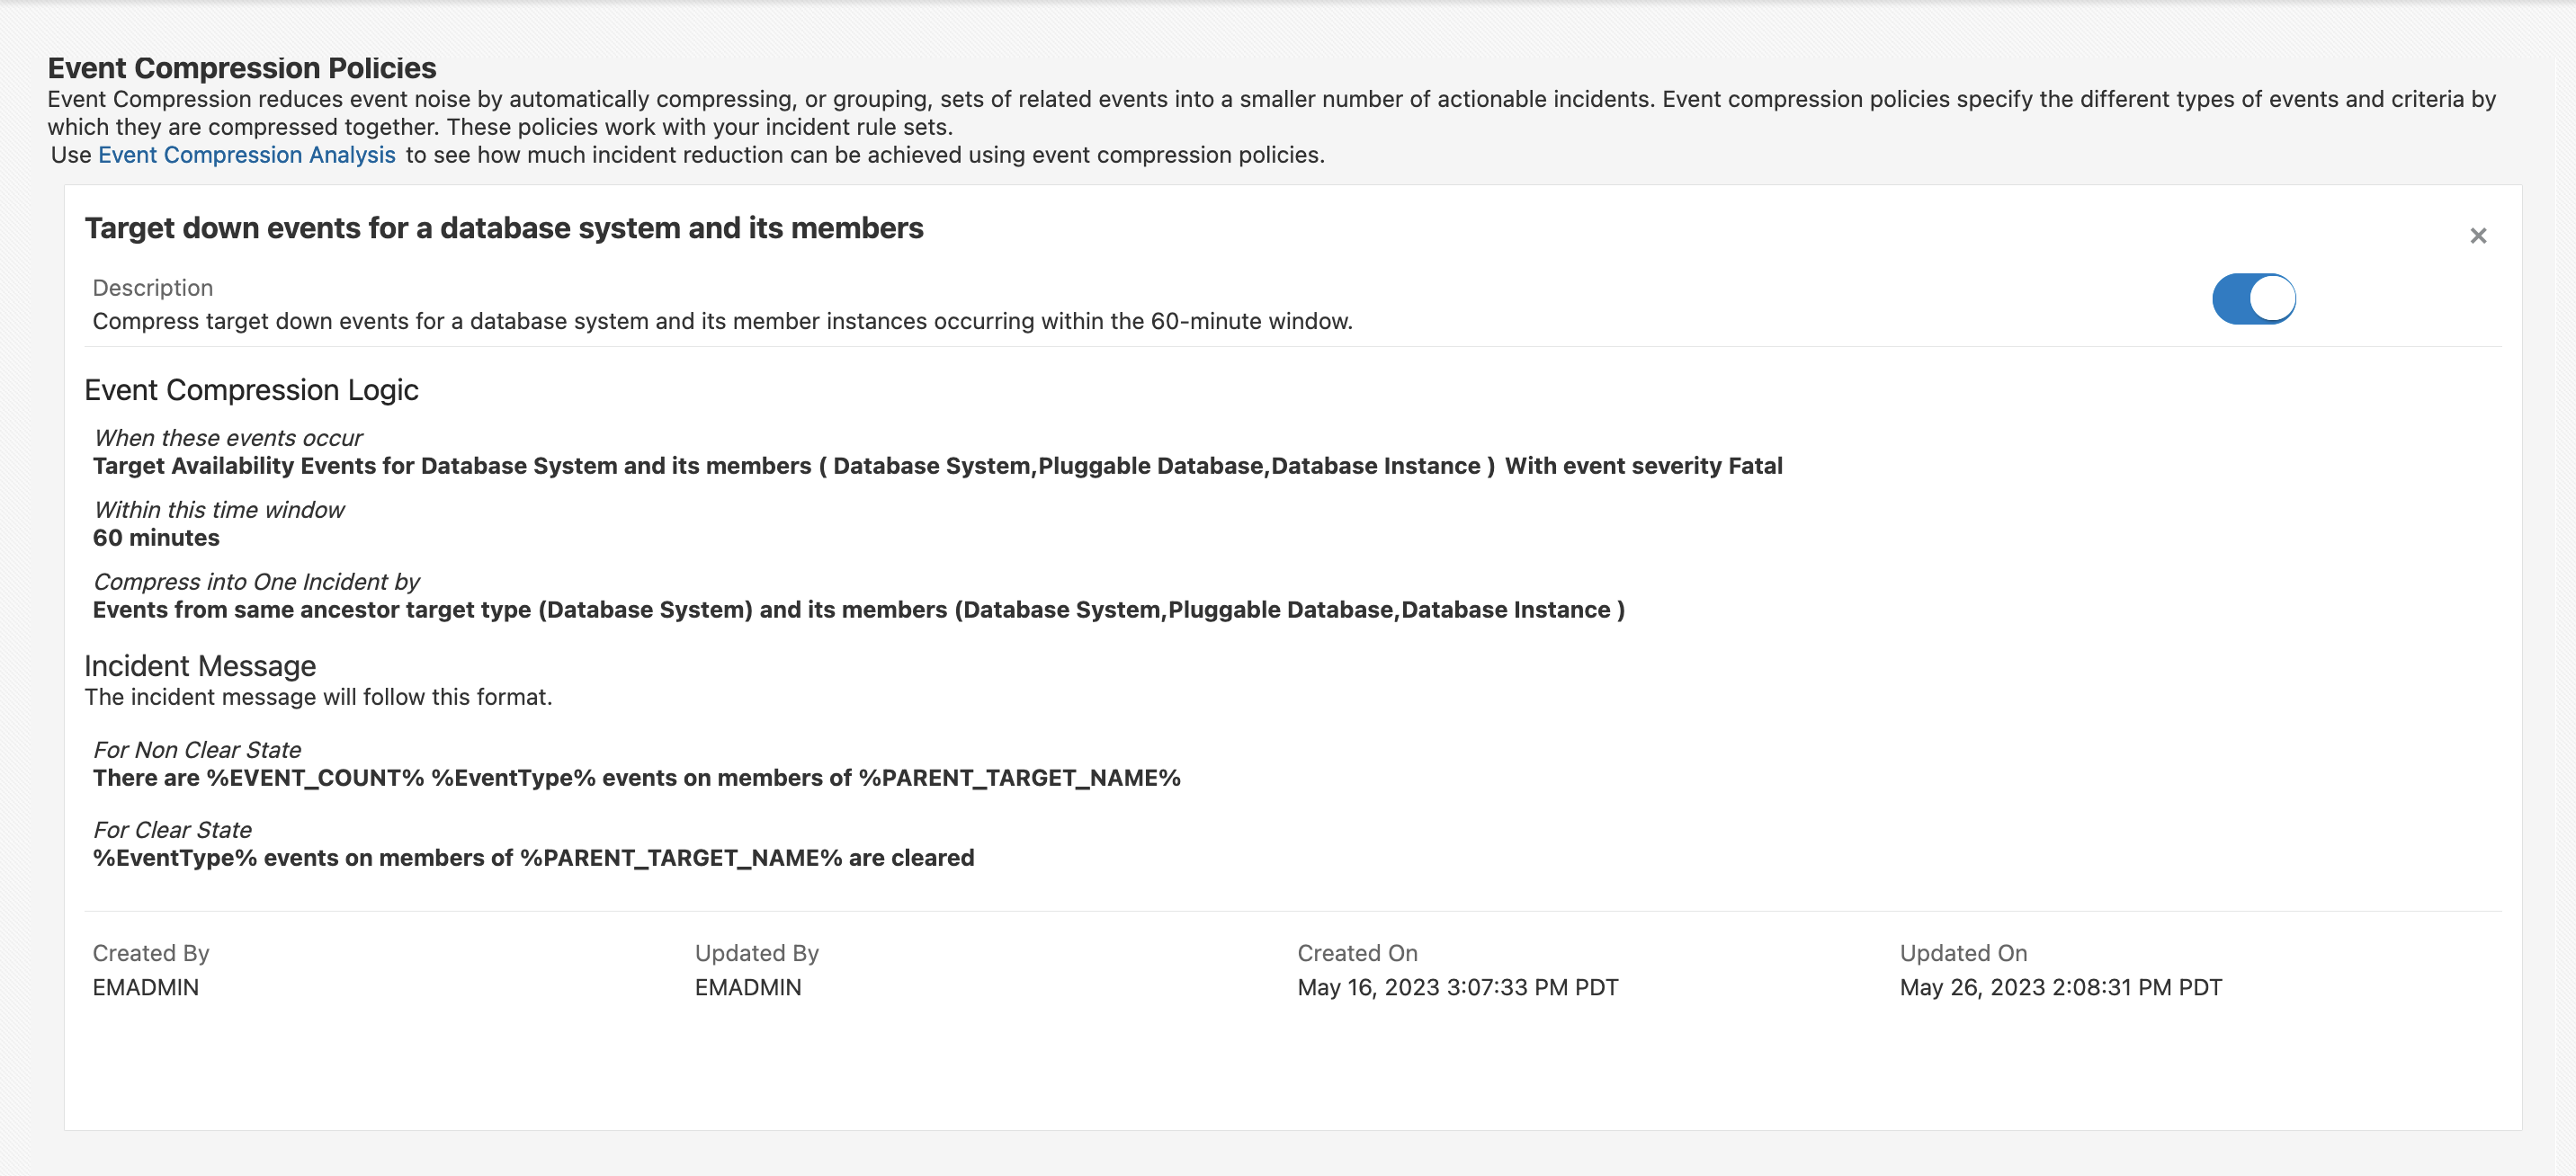 Event Compression Policies
Event Compression reduces event noise by automatically compressing, or grouping, sets of related events into a smaller number of actionable incidents. Event compression policies specify the different types of events and criteria by
which they are compressed together. These policies work with your incident rule sets.
Use Event Compression Analysis to see how much incident reduction can be achieved using event compression policies.
Target down events for a database system and its members
Description
Compress target down events for a database system and its member instances occurring within the 60-minute window.
Event Compression Logic
When these events occur
Target Availability Events for Database System and its members ( Database System,Pluggable Database,Database Instance ) With event severity Fatal
Within this time window
60 minutes
Compress into One Incident by
Events from same ancestor target type (Database System) and its members (Database System,Pluggable Database,Database Instance )
Incident Message
The incident message will follow this format.
For Non Clear State
There are %EVENT_COUNT% %EventType% events on members of %PARENT_TARGET_NAME%
For Clear State
%EventType% events on members of %PARENT_TARGET_NAME% are cleared
Created By
EMADMIN
Updated By
EMADMIN
Created On
May 16, 2023 3:07:33 PM PDT
Updated On
May 26, 2023 2:08:31 PM PDT